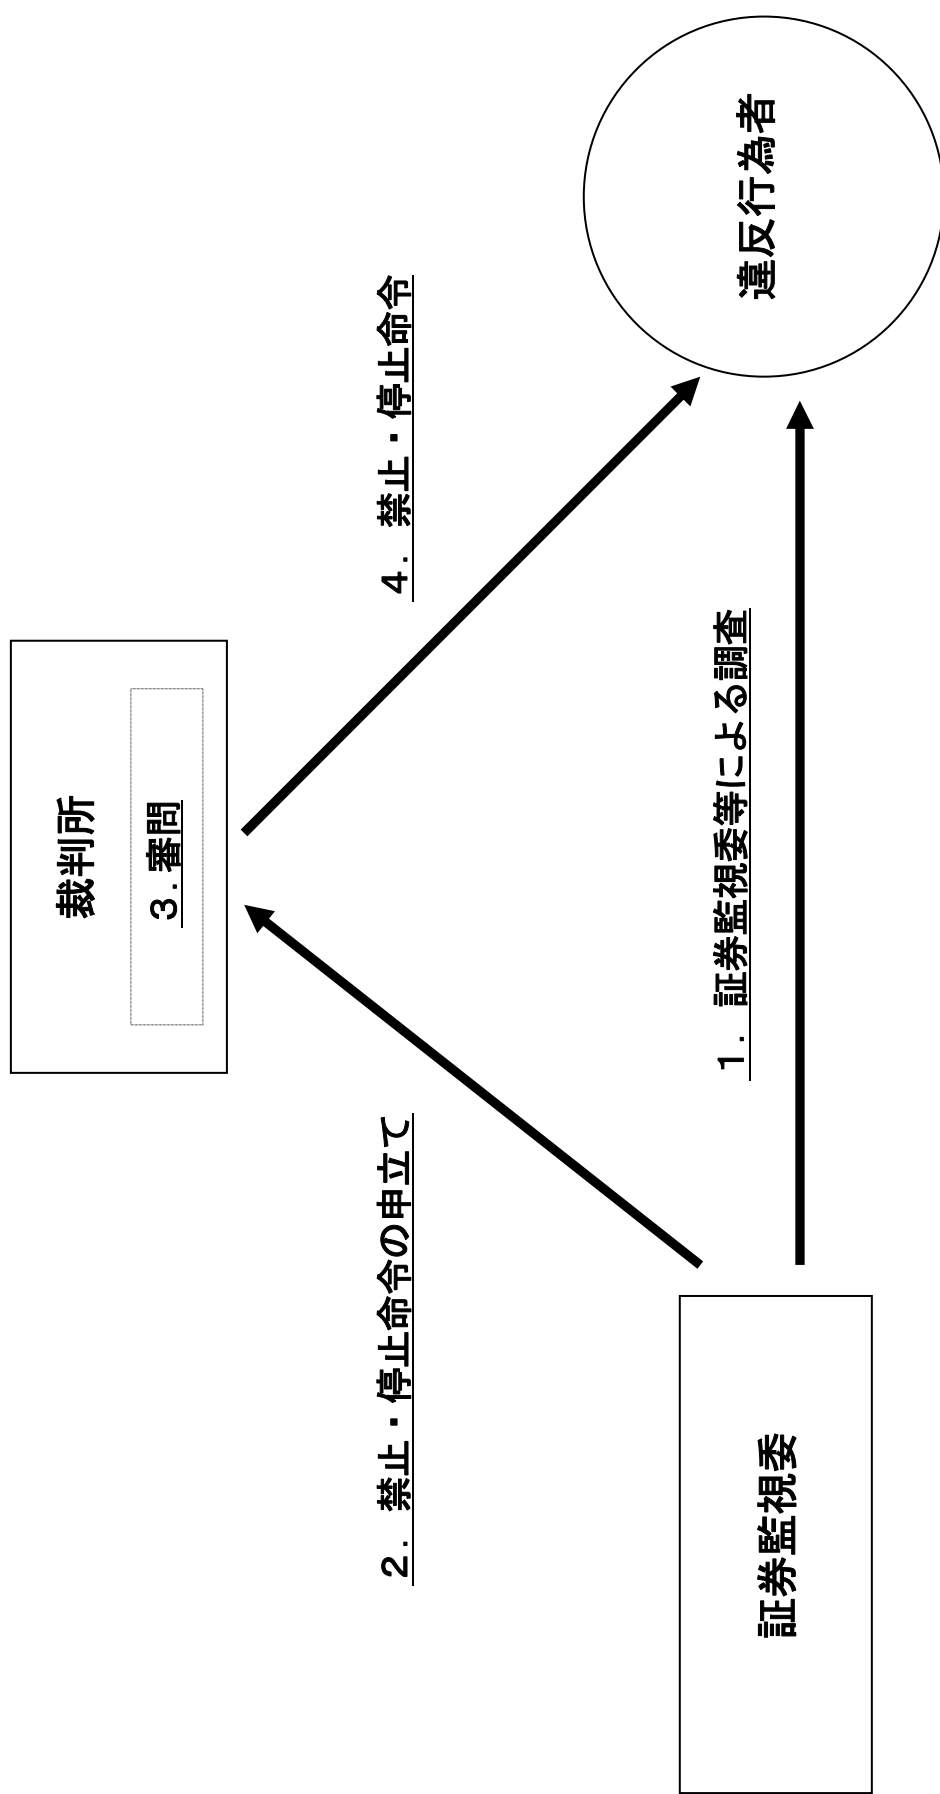 裁判所
３.審問
２． 禁止・停止命令の申立て
４． 禁止・停止命令
１． 証券監視委等による調査
証券監視委
違反行為者